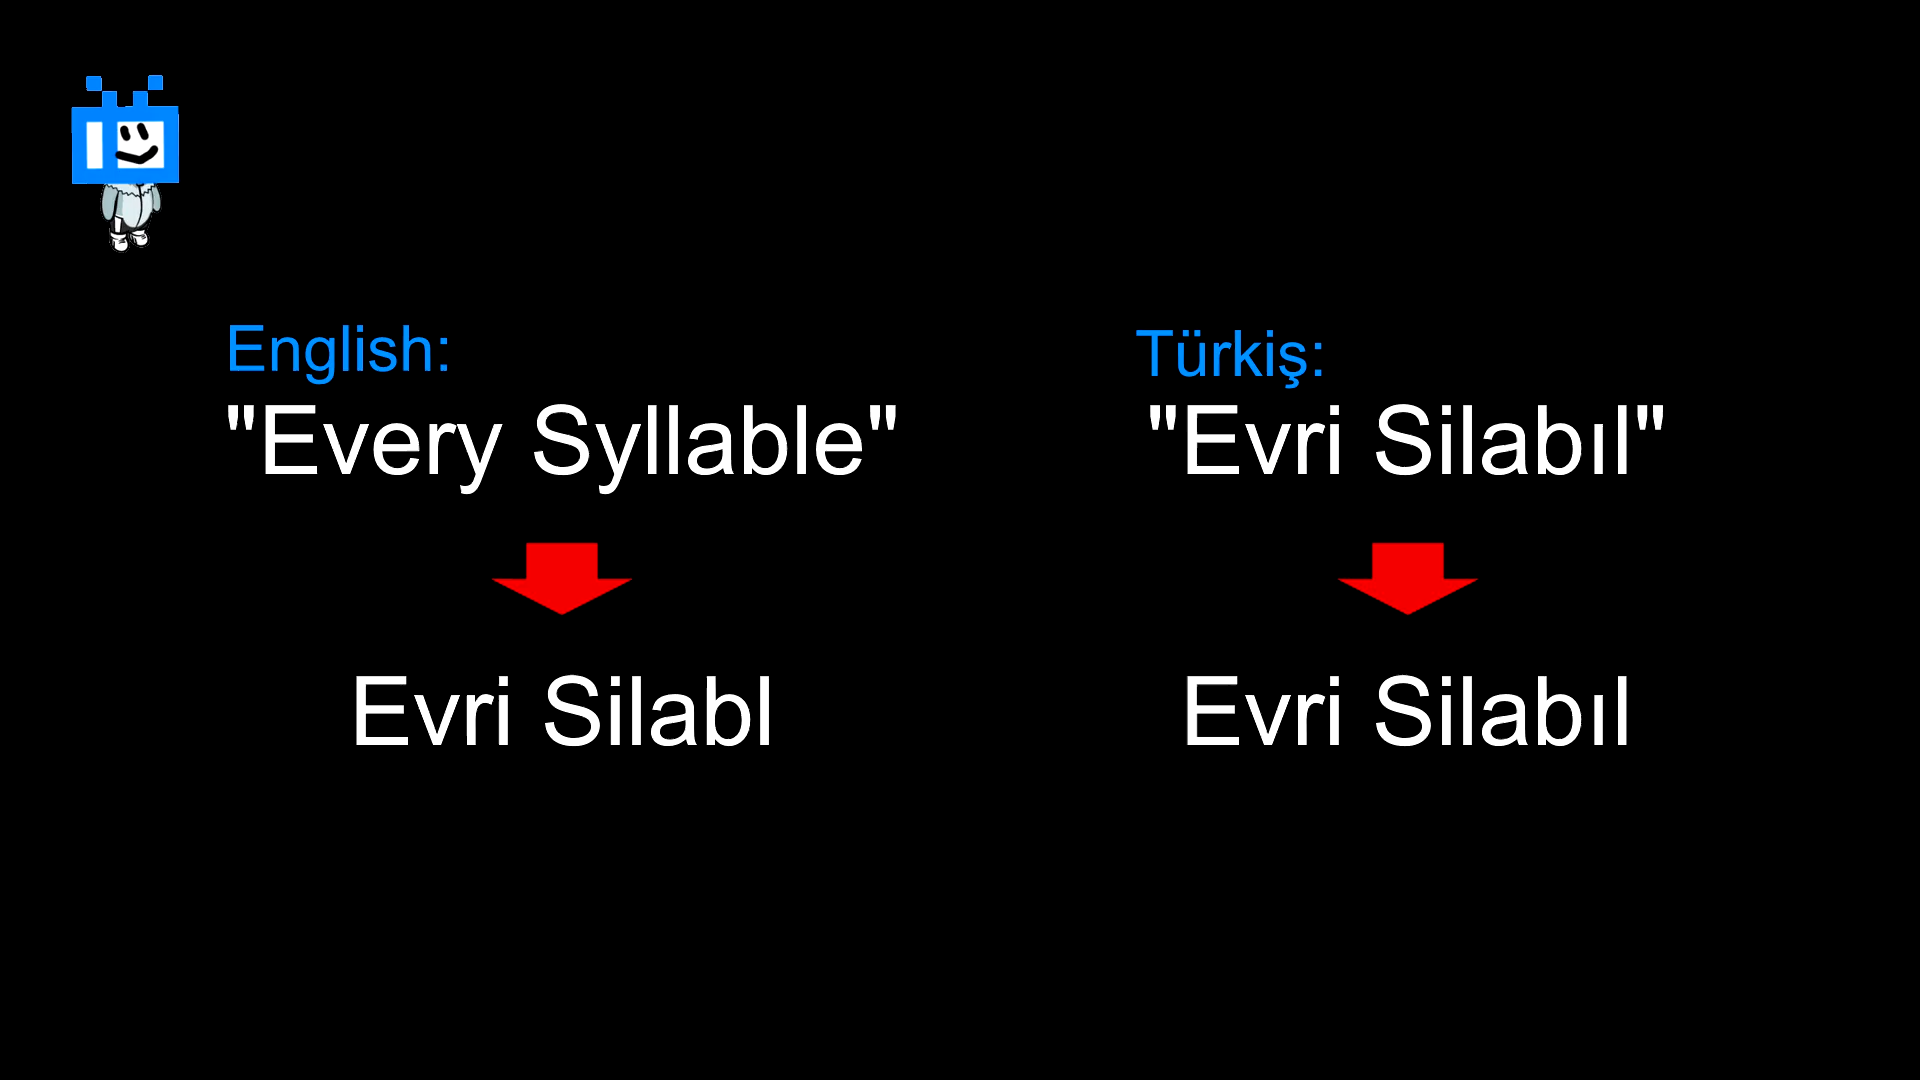 English:
"Every Syllable"
Evri Silabl
Türkiş:
"Evri Silabıl"
Evri Silabıl